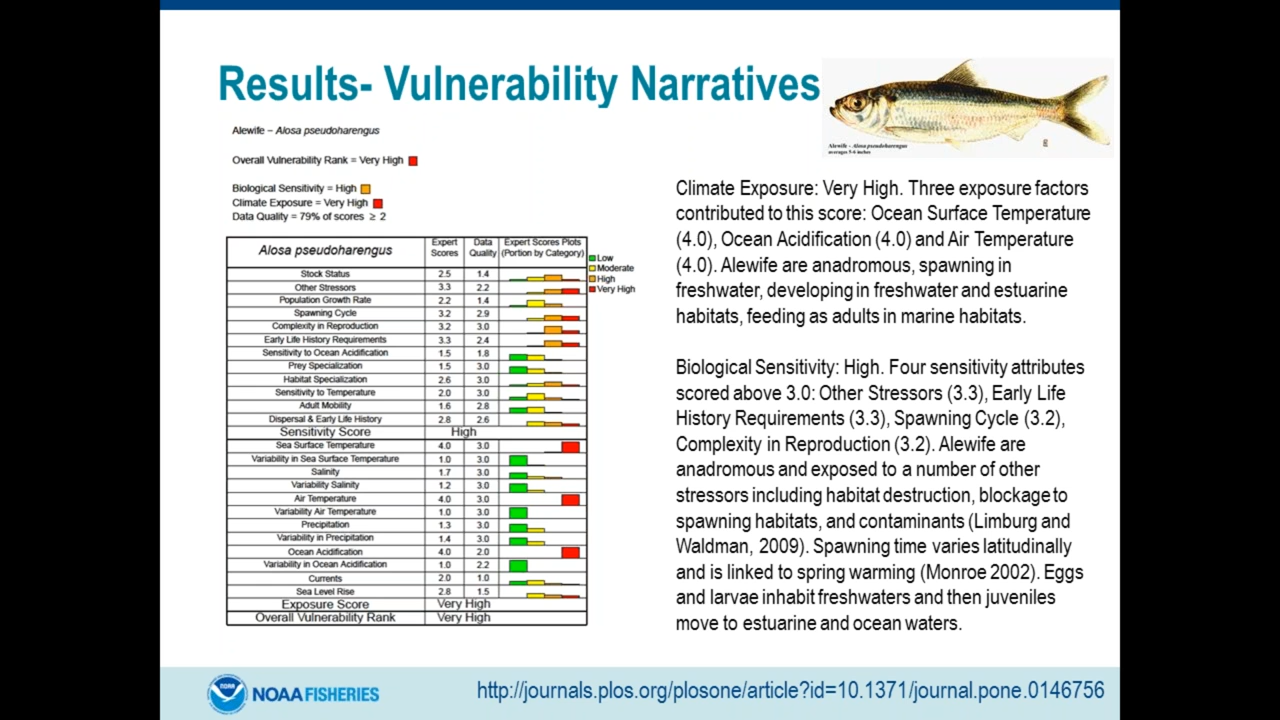 Results- Vulnerability Narratives
Alewife – Alosa pseudoharengus
averages 5-6 inches
Alewife – Alosa pseudoharengus
Overall Vulnerability Rank = Very High
Biological Sensitivity = High
Climate Exposure = Very High
Data Quality = 79% of scores ≥ 2
Alosa pseudoharengus Expert Scores Data Quality Expert Scores Plots (Portion by Category)
Low
Moderate
High
Very High
Stock Status 2.5 1.4
Other Stressors 3.3 2.2
Population Growth Rate 2.2 1.4
Spawning Cycle 3.2 2.9
Complexity in Reproduction 3.2 3.0
Early Life History Requirements 3.3 2.4
Sensitivity to Ocean Acidification 1.5 1.8
Prey Specialization 1.5 3.0
Habitat Specialization 2.6 3.0
Sensitivity to Temperature 2.0 3.0
Adult Mobility 1.6 2.8
Dispersal & Early Life History 2.8 2.6
Sensitivity Score High
Sea Surface Temperature 4.0 3.0
Variability in Sea Surface Temperature 1.0 3.0
Salinity 1.7 3.0
Variability Salinity 1.2 3.0
Air Temperature 4.0 3.0
Variability Air Temperature 1.0 3.0
Precipitation 1.3 3.0
Variability in Precipitation 1.4 3.0
Ocean Acidification 4.0 2.0
Variability in Ocean Acidification 1.0 2.2
Currents 2.0 1.0
Sea Level Rise 2.8 1.5
Exposure Score Very High
Overall Vulnerability Rank Very High
Climate Exposure: Very High. Three exposure factors
contributed to this score: Ocean Surface Temperature
(4.0), Ocean Acidification (4.0) and Air Temperature
(4.0). Alewife are anadromous, spawning in
freshwater, developing in freshwater and estuarine
habitats, feeding as adults in marine habitats.
Biological Sensitivity: High. Four sensitivity attributes
scored above 3.0: Other Stressors (3.3), Early Life
History Requirements (3.3), Spawning Cycle (3.2),
Complexity in Reproduction (3.2). Alewife are
anadromous and exposed to a number of other
stressors including habitat destruction, blockage to
spawning habitats, and contaminants (Limburg and
Waldman, 2009). Spawning time varies latitudinally
and is linked to spring warming (Monroe 2002). Eggs
and larvae inhabit freshwaters and then juveniles
move to estuarine and ocean waters.
NOAA
NOAA FISHERIES
http://journals.plos.org/plosone/article?id=10.1371/journal.pone.0146756